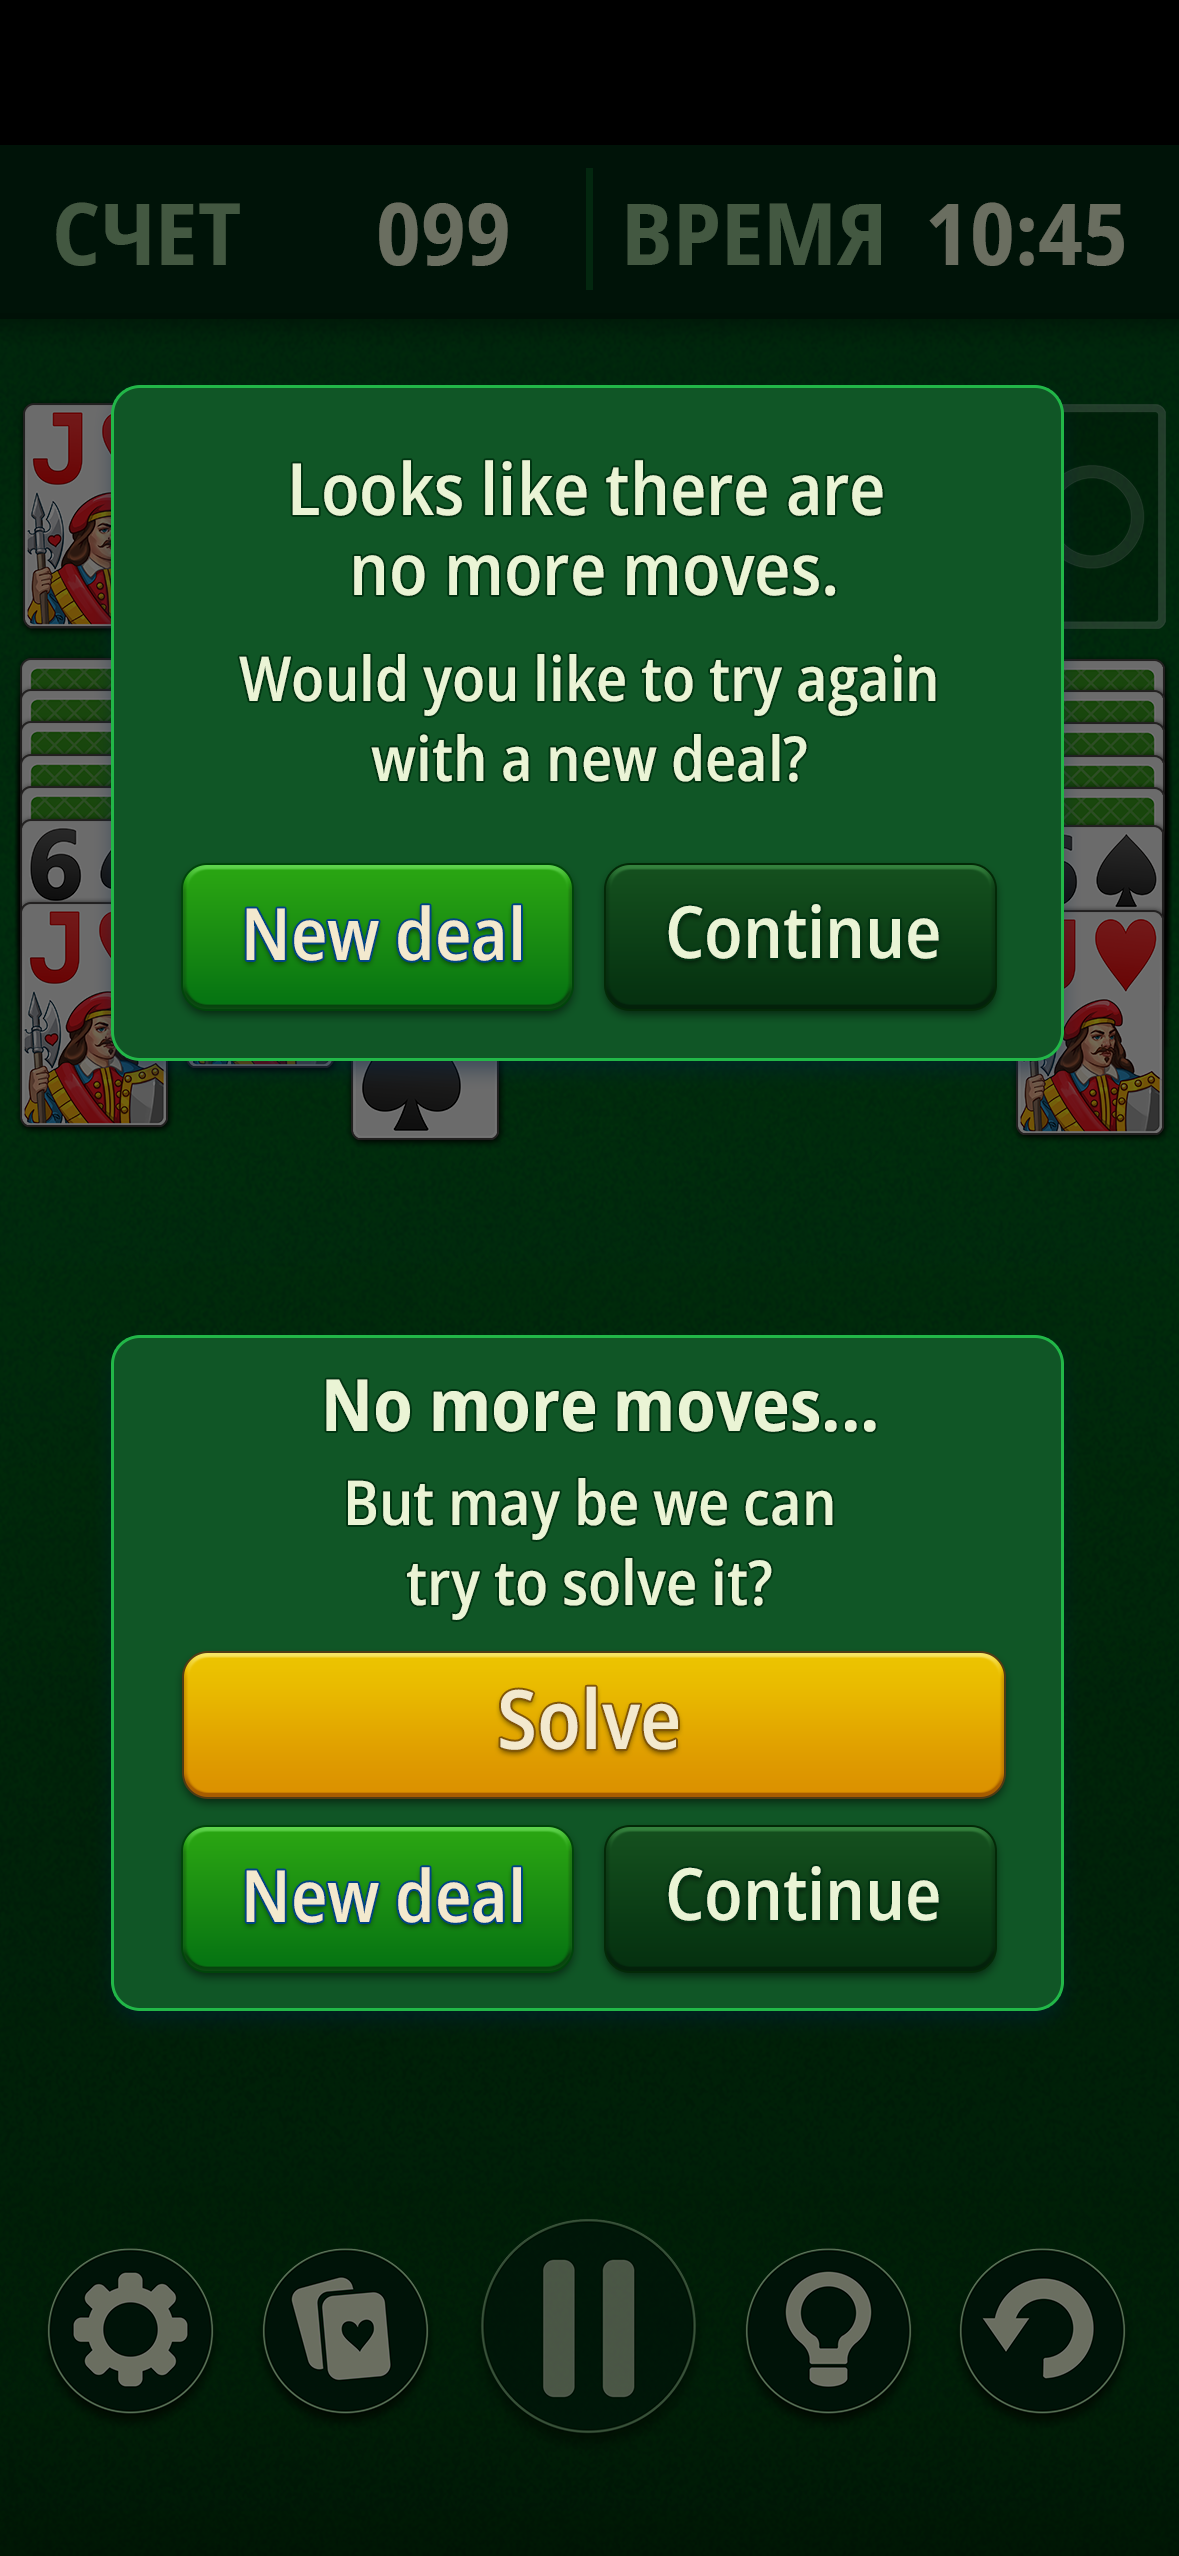 СЧЕТ 099 ВРЕМЯ 10:45
J
Looks like there are
no more moves.
Would you like to try again
with a new deal?
6
6
J
J
New deal Continue
No more moves...
But may be we can
try to solve it?
Solve
New deal Continue